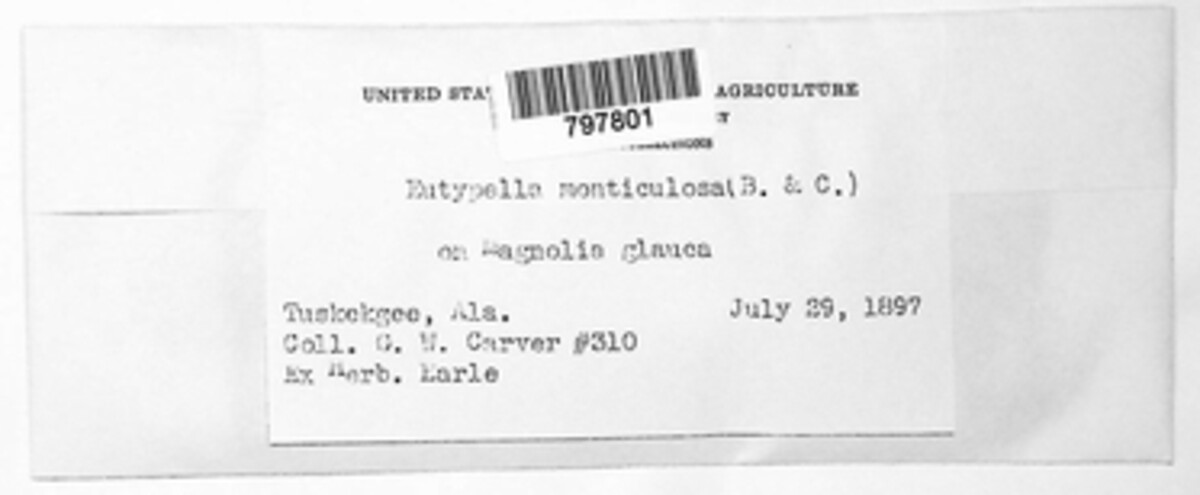 UNITED STA AGRICULTURE
797801
Eutypella monticulosa(B. & C.)
on Magnolia glauca
Tuskekgee, Ala. July 29, 1897
Coll. G. W. Carver #310
Ex Herb. Earle